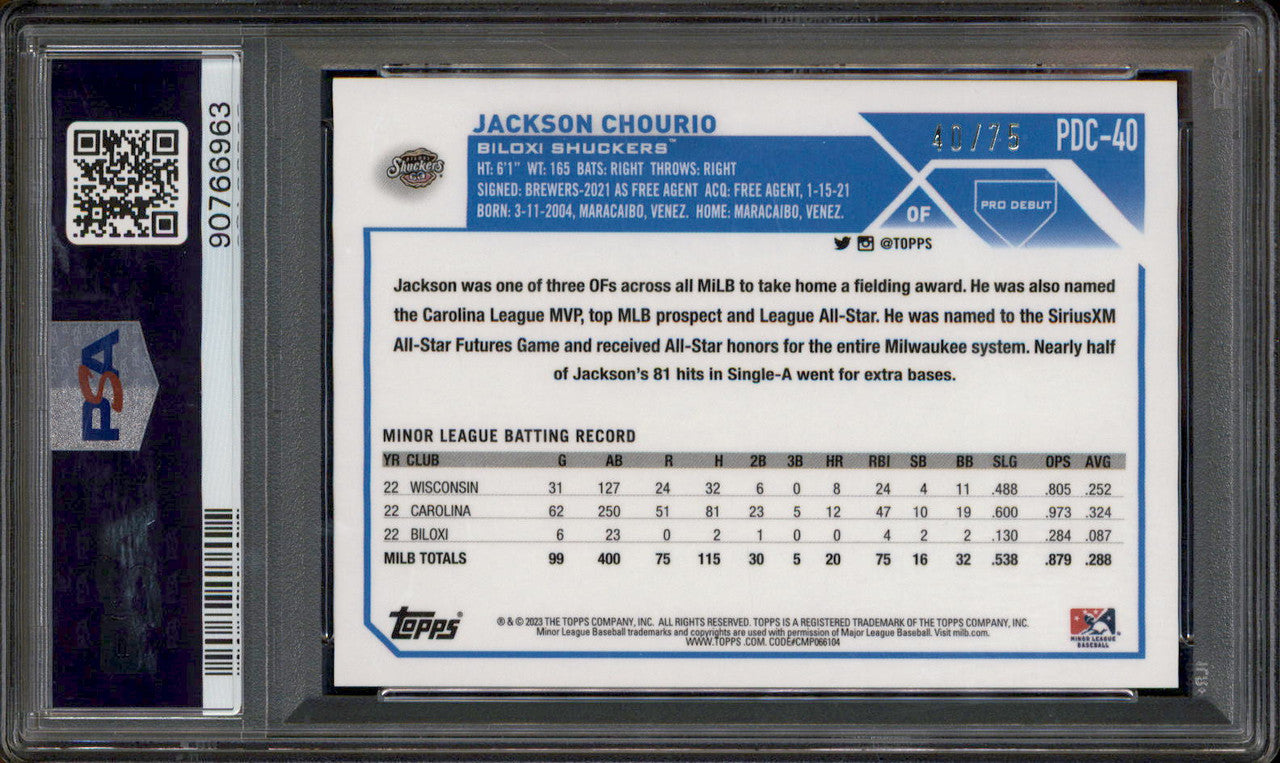 90766963
PSA
JACKSON CHOURIO
BILOXI SHUCKERS™
HT: 6'1" WT: 165 BATS: RIGHT THROWS: RIGHT
SIGNED: BREWERS-2021 AS FREE AGENT ACQ: FREE AGENT, 1-15-21
BORN: 3-11-2004, MARACAIBO, VENEZ. HOME: MARACAIBO, VENEZ.
Shuckers
40/75
PDC-40
OF
PRO DEBUT
@TOPPS
Jackson was one of three OFs across all MiLB to take home a fielding award. He was also named
the Carolina League MVP, top MLB prospect and League All-Star. He was named to the SiriusXM
All-Star Futures Game and received All-Star honors for the entire Milwaukee system. Nearly half
of Jackson's 81 hits in Single-A went for extra bases.
MINOR LEAGUE BATTING RECORD
YR CLUB G AB R H 2B 3B HR RBI SB BB SLG OPS AVG
22 WISCONSIN 31 127 24 32 6 0 8 24 4 11 .488 .805 .252
22 CAROLINA 62 250 51 81 23 5 12 47 10 19 .600 .973 .324
22 BILOXI 6 23 0 2 1 0 0 4 2 2 .130 .284 .087
MILB TOTALS 99 400 75 115 30 5 20 75 16 32 .538 .879 .288
TOPPS®
® & © 2023 THE TOPPS COMPANY, INC. ALL RIGHTS RESERVED. TOPPS IS A REGISTERED TRADEMARK OF THE TOPPS COMPANY, INC.
Minor League Baseball trademarks and copyrights are used with permission of Major League Baseball. Visit milb.com.
WWW.TOPPS .COM. CODE#CMP066104
MINOR LEAGUE
BASEBALL